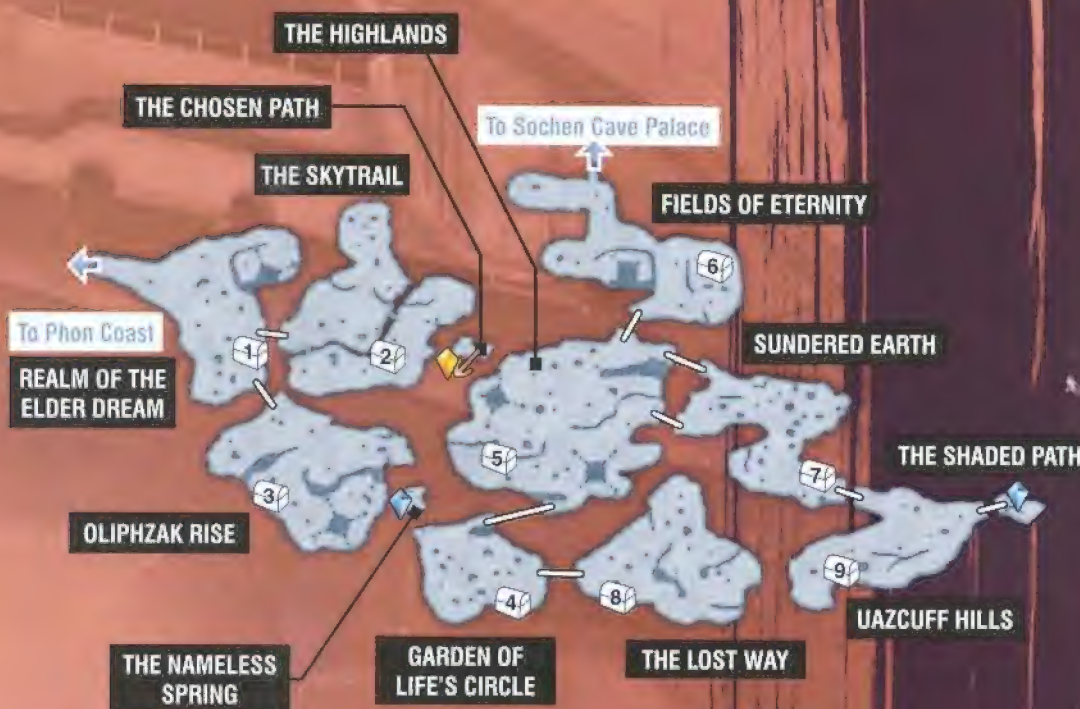 THE HIGHLANDS
THE CHOSEN PATH
To Sochen Cave Palace
THE SKYTRAIL
FIELDS OF ETERNITY
6
To Phon Coast
1
2
SUNDERED EARTH
REALM OF THE
ELDER DREAM
5
7
THE SHADED PATH
3
OLIPHZAK RISE
4
8
9
UAZCUFF HILLS
THE NAMELESS
SPRING
GARDEN OF
LIFE'S CIRCLE
THE LOST WAY